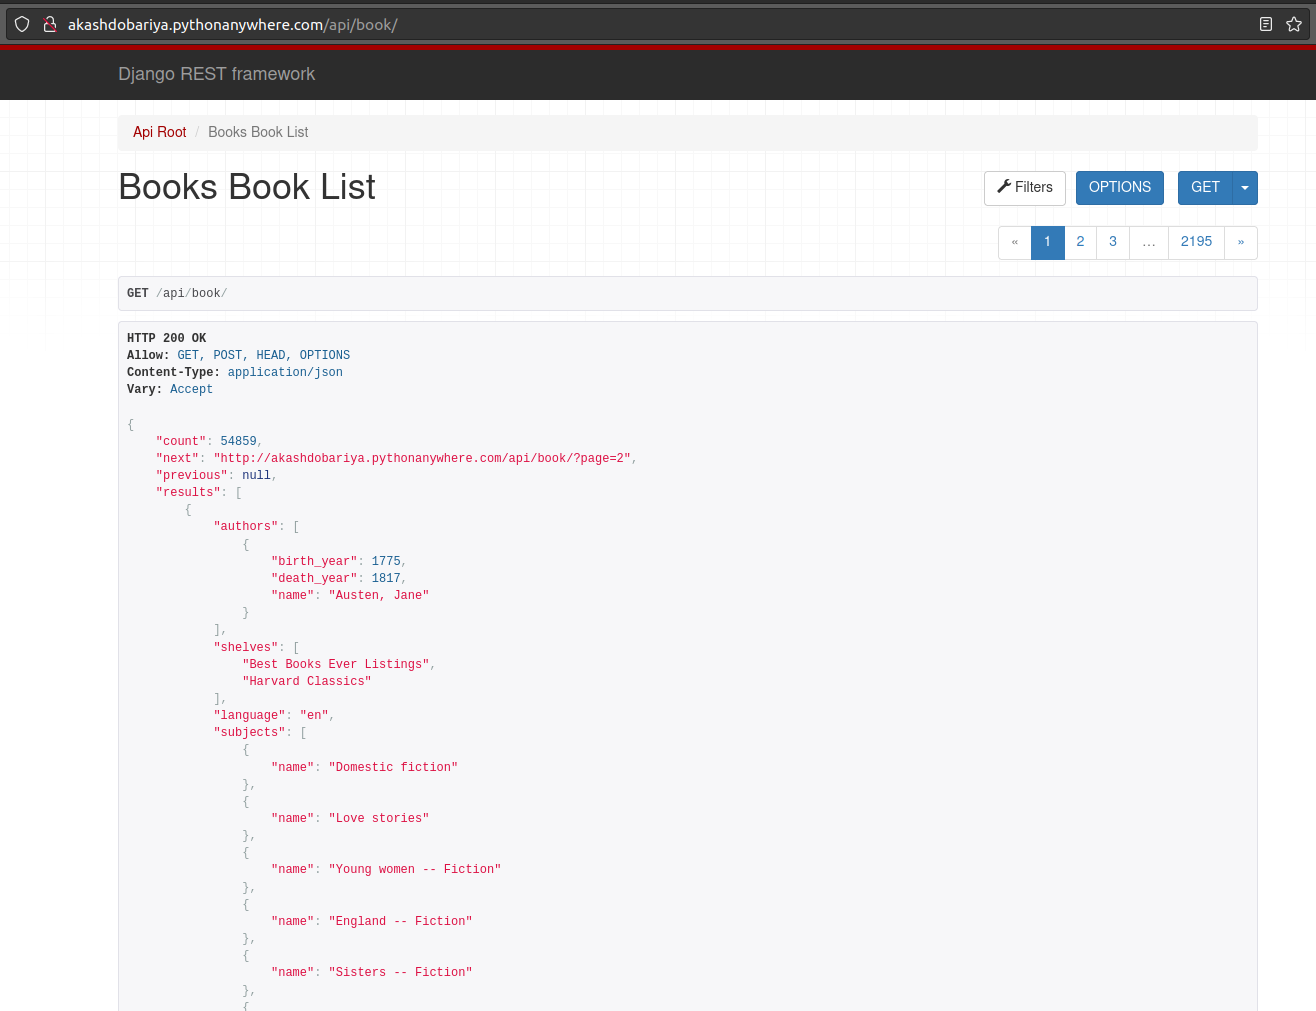 akashdobariya.pythonanywhere.com/api/book/
Django REST framework
Api Root / Books Book List
Books Book List
Filters
OPTIONS
GET
« 1 2 3 … 2195 »
GET /api/book/
HTTP 200 OK
Allow: GET, POST, HEAD, OPTIONS
Content-Type: application/json
Vary: Accept
{
    "count": 54859,
    "next": "http://akashdobariya.pythonanywhere.com/api/book/?page=2",
    "previous": null,
    "results": [
        {
            "authors": [
                {
                    "birth_year": 1775,
                    "death_year": 1817,
                    "name": "Austen, Jane"
                }
            ],
            "shelves": [
                "Best Books Ever Listings",
                "Harvard Classics"
            ],
            "language": "en",
            "subjects": [
                {
                    "name": "Domestic fiction"
                },
                {
                    "name": "Love stories"
                },
                {
                    "name": "Young women -- Fiction"
                },
                {
                    "name": "England -- Fiction"
                },
                {
                    "name": "Sisters -- Fiction"
                },
                {